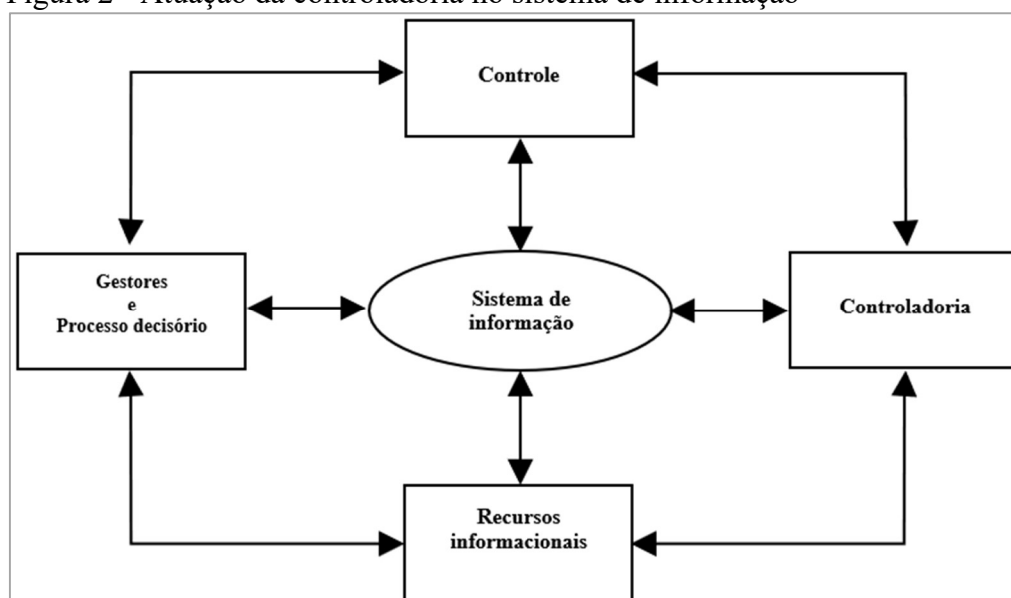 Figura 2 - Atuação da controladoria no sistema de informação
Controle
Gestores
e
Processo decisório
Sistema de
informação
Controladoria
Recursos
informacionais